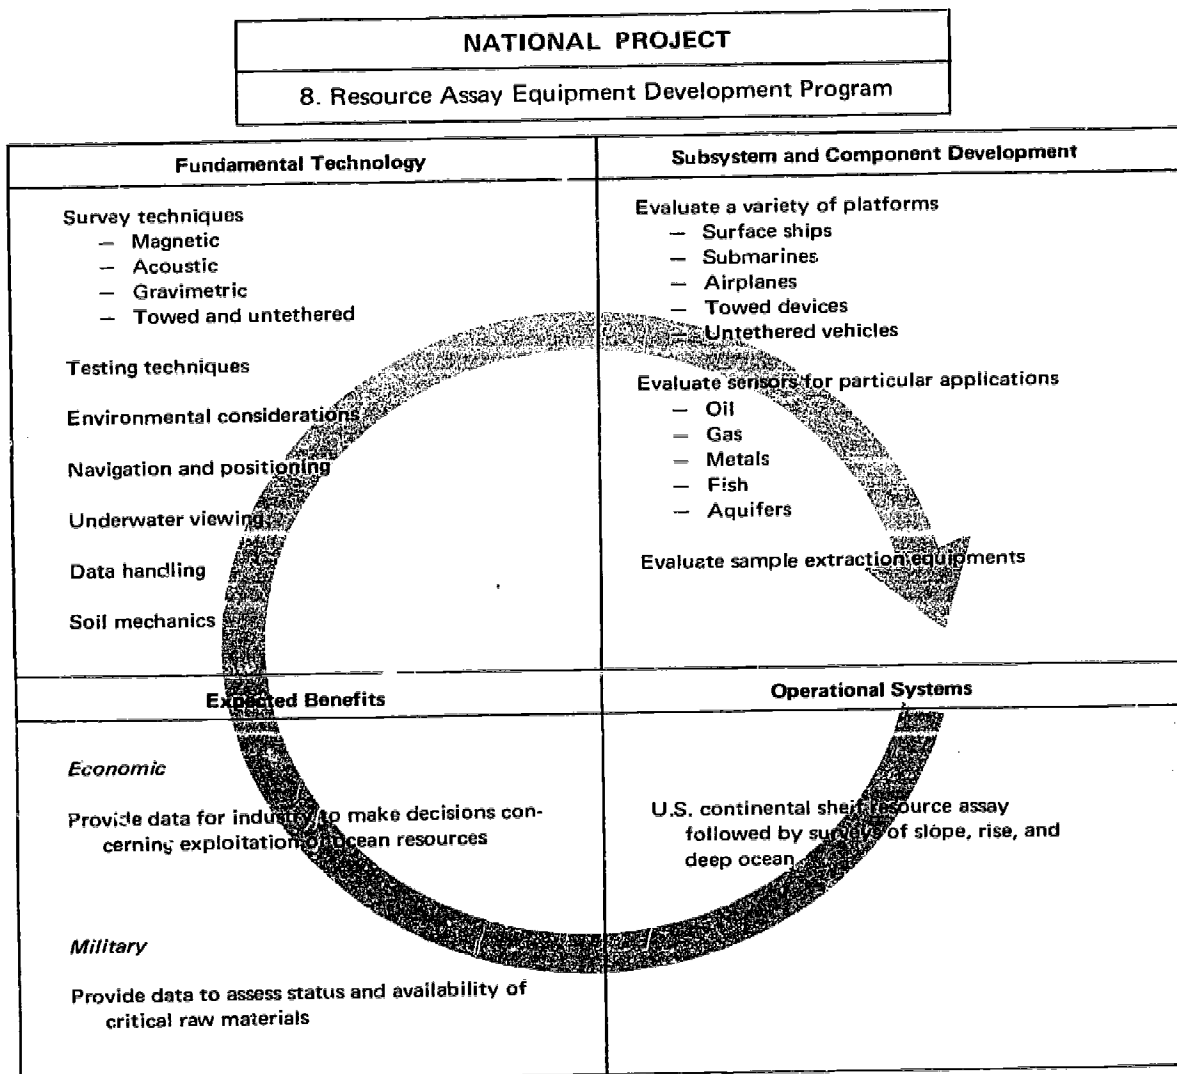 NATIONAL PROJECT
8. Resource Assay Equipment Development Program
Fundamental Technology
Survey techniques
— Magnetic
— Acoustic
— Gravimetric
— Towed and untethered
Testing techniques
Environmental considerations
Navigation and positioning
Underwater viewing
Data handling
Soil mechanics
Subsystem and Component Development
Evaluate a variety of platforms
— Surface ships
— Submarines
— Airplanes
— Towed devices
— Untethered vehicles
Evaluate sensors for particular applications
— Oil
— Gas
— Metals
— Fish
— Aquifers
Evaluate sample extraction equipments
Expected Benefits
Economic
Provide data for industry to make decisions con-
cerning exploitation of ocean resources
Military
Provide data to assess status and availability of
critical raw materials
Operational Systems
U.S. continental shelf resource assay
followed by surveys of slope, rise, and
deep ocean